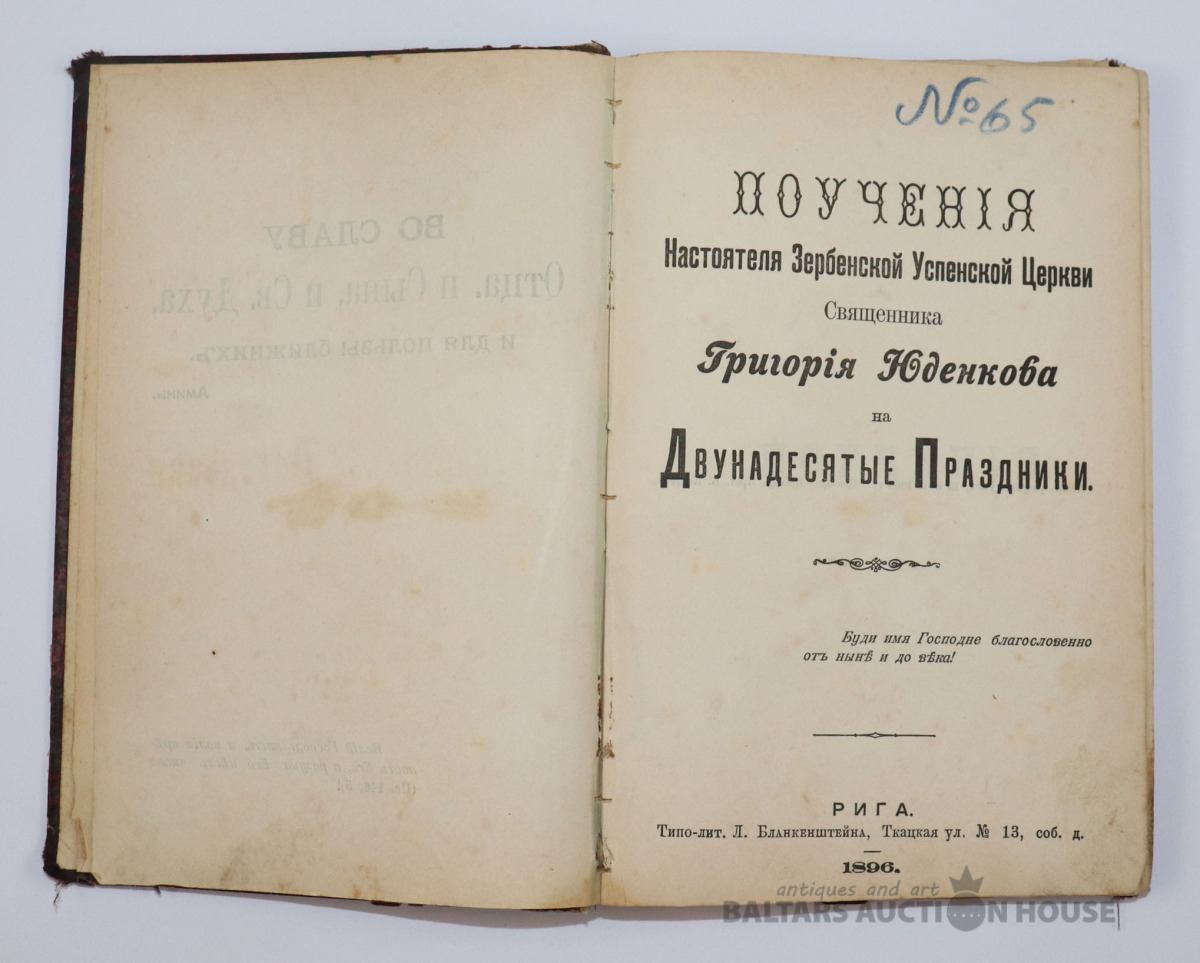 ВО СЛАВУ
Отца. и Сына, и Св. Духа,
и для пользы ближнихъ.
Аминь.
№ 65
ПОУЧЕНІЯ
Настоятеля Зербенской Успенской Церкви
Священника
Григорія Юденкова
на
Двунадесятые Праздники.
Буди имя Господне благословенно
отъ нынѣ и до вѣка!
РИГА.
Типо-лит. Л. Бланкенштейна, Ткацкая ул. № 13, соб. д.
1896.
antiques and art
BALTARS AUCTION HOUSE